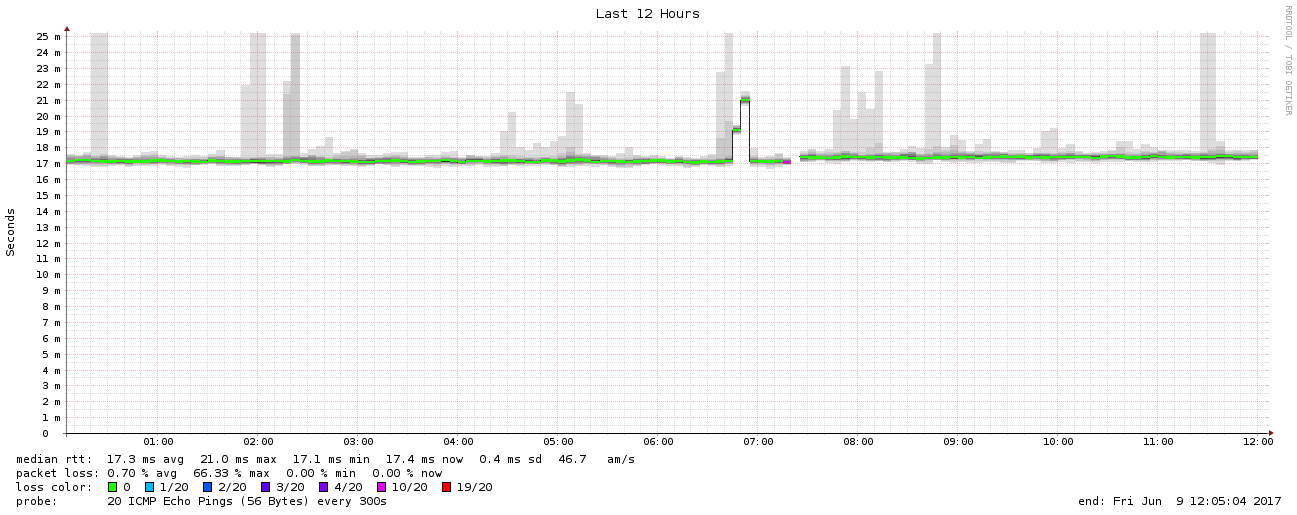 Last 12 Hours
RRDTOOL / TOBI OETIKER
Seconds
25 m
24 m
23 m
22 m
21 m
20 m
19 m
18 m
17 m
16 m
15 m
14 m
13 m
12 m
11 m
10 m
9 m
8 m
7 m
6 m
5 m
4 m
3 m
2 m
1 m
0
01:00 02:00 03:00 04:00 05:00 06:00 07:00 08:00 09:00 10:00 11:00 12:00
median rtt: 17.3 ms avg 21.0 ms max 17.1 ms min 17.4 ms now 0.4 ms sd 46.7 am/s
packet loss: 0.70 % avg 66.33 % max 0.00 % min 0.00 % now
loss color: 0 1/20 2/20 3/20 4/20 10/20 19/20
probe: 20 ICMP Echo Pings (56 Bytes) every 300s end: Fri Jun 9 12:05:04 2017